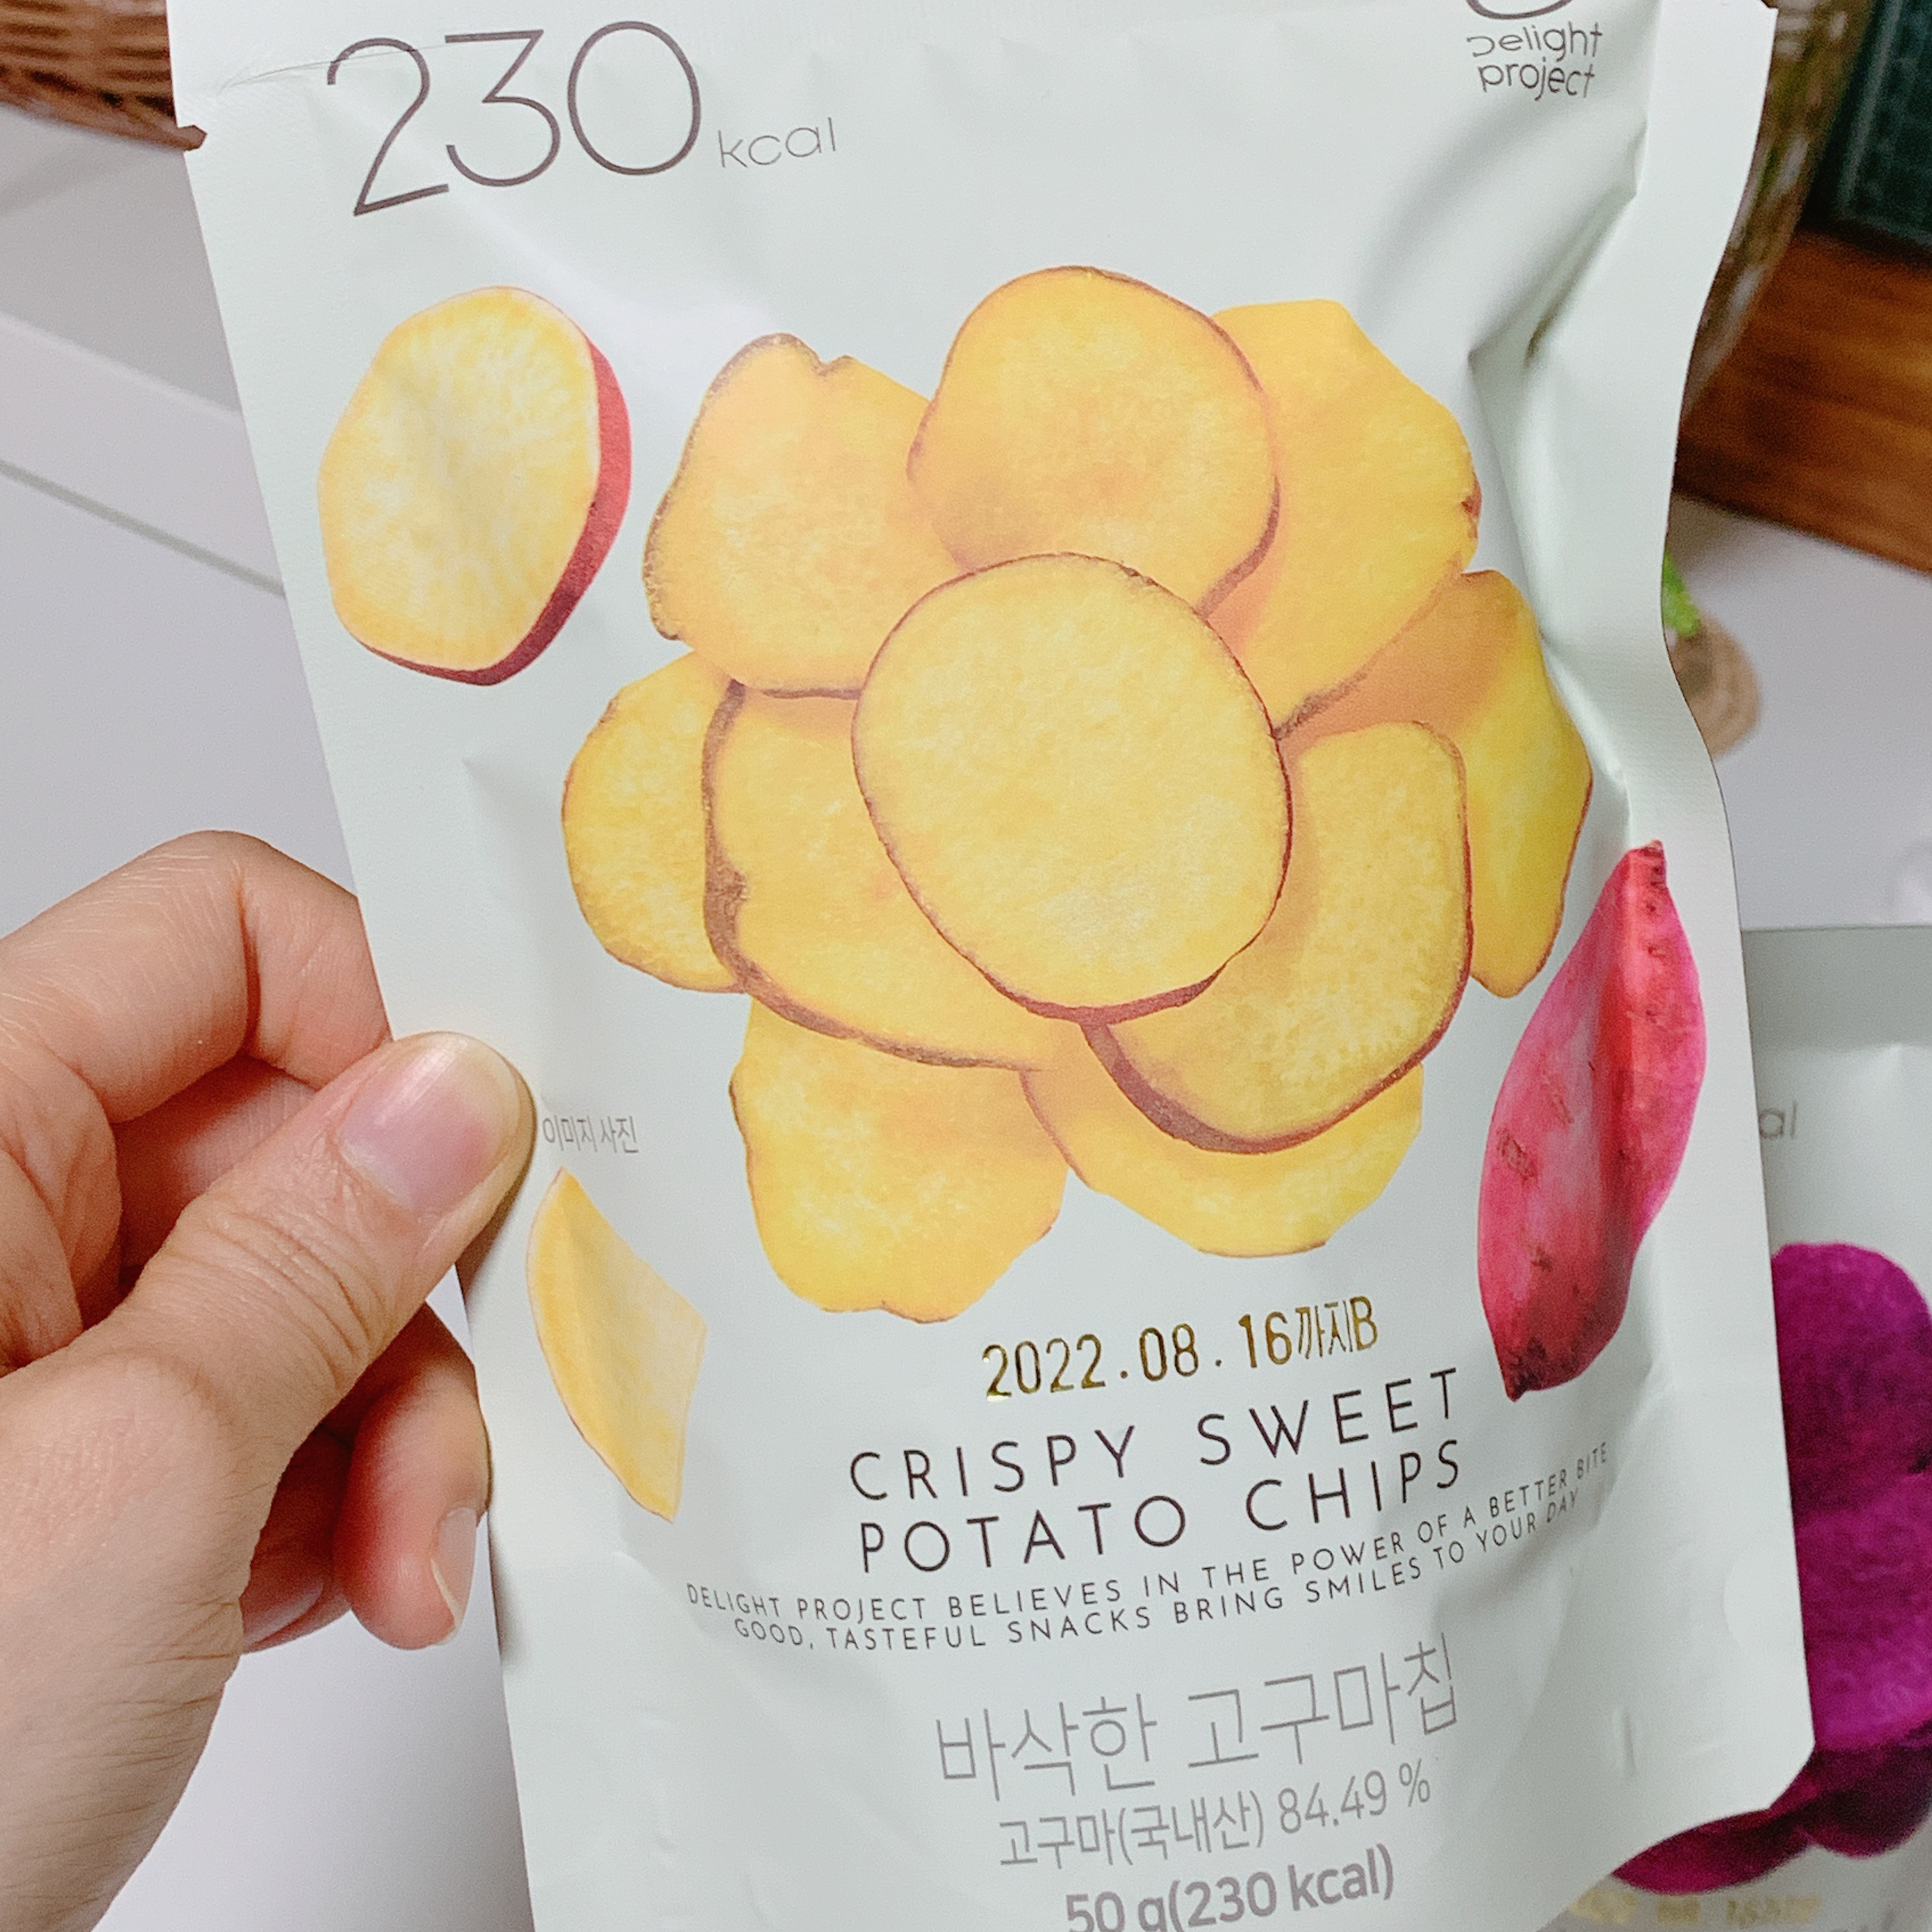 230 kcal
Delight
project
이미지 사진
2022.08.16까지B
CRISPY SWEET
POTATO CHIPS
DELIGHT PROJECT BELIEVES IN THE POWER OF A BETTER BITE
GOOD, TASTEFUL SNACKS BRING SMILES TO YOUR DAY
바삭한 고구마칩
고구마(국내산) 84.49 %
50 g(230 kcal)